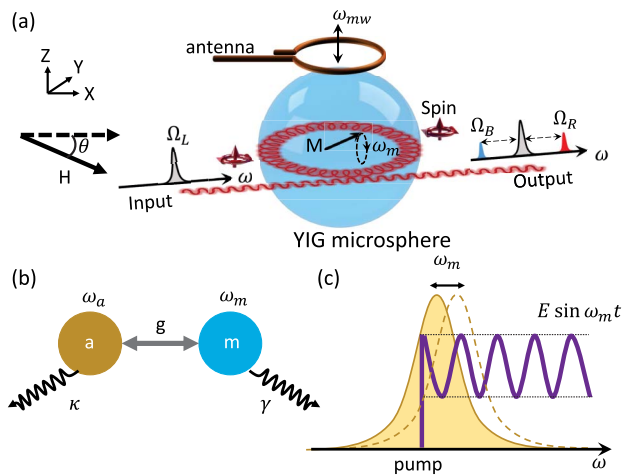 (a)
ω_mw
antenna
Z
Y
X
θ
H
Ω_L
ω
Input
M
ω_m
Spin
Ω_B
Ω_R
ω
Output
YIG microsphere
(b)
ω_a
ω_m
g
a
m
κ
γ
(c)
ω_m
E sin ω_m t
pump
ω